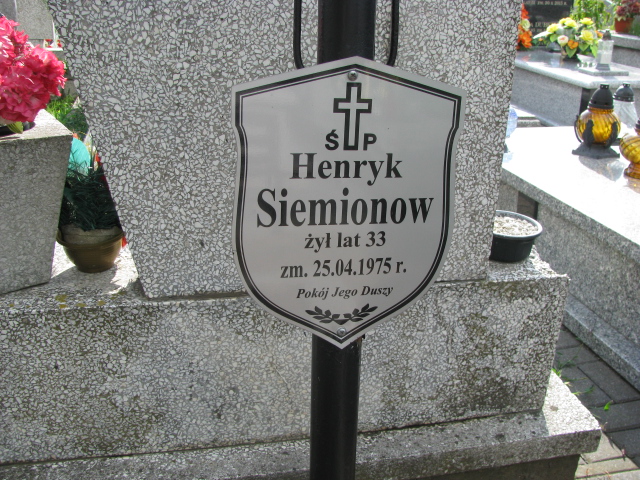 ŚP
Henryk
Siemionow
żył lat 33
zm. 25.04.1975 r.
Pokój Jego Duszy